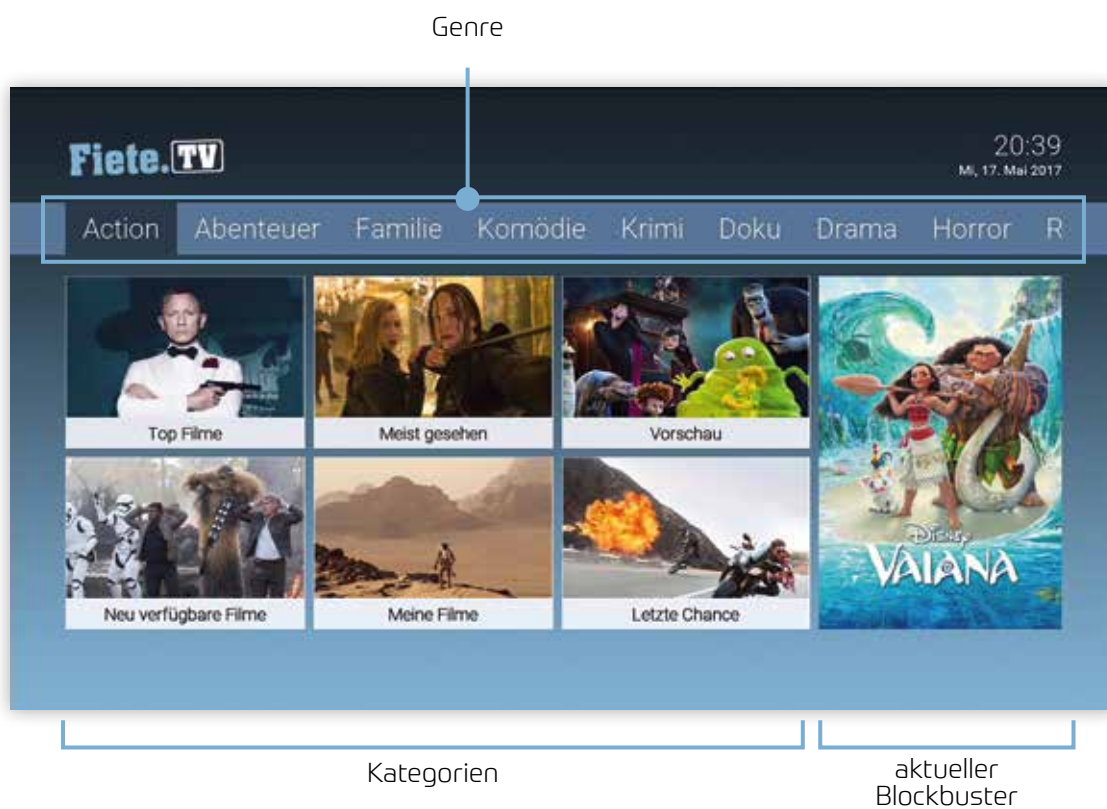 Genre
Fiete.TV
20:39
Mi, 17. Mai 2017
Action Abenteuer Familie Komödie Krimi Doku Drama Horror R
Top Filme
Meist gesehen
Vorschau
Disney
VAIANA
Neu verfügbare Filme
Meine Filme
Letzte Chance
Kategorien
aktueller
Blockbuster